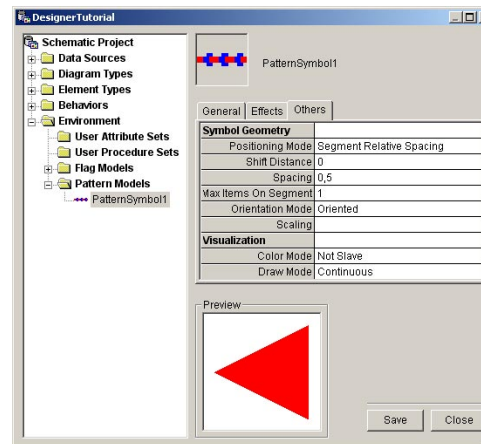 DesignerTutorial
Schematic Project
Data Sources
Diagram Types
Element Types
Behaviors
Environment
User Attribute Sets
User Procedure Sets
Flag Models
Pattern Models
PatternSymbol1
PatternSymbol1
General Effects Others
Symbol Geometry
Positioning Mode Segment Relative Spacing
Shift Distance 0
Spacing 0,5
Max Items On Segment 1
Orientation Mode Oriented
Scaling
Visualization
Color Mode Not Slave
Draw Mode Continuous
Preview
Save Close